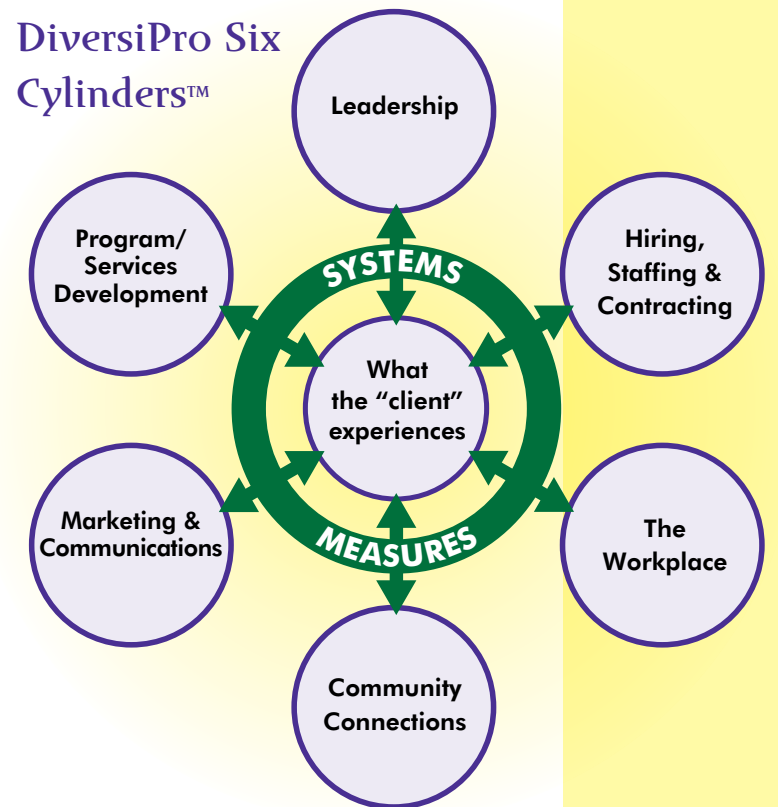 DiversiPro Six
Cylinders™
Leadership
Program/
Services
Development
Hiring,
Staffing &
Contracting
SYSTEMS
What
the “client”
experiences
MEASURES
Marketing &
Communications
The
Workplace
Community
Connections